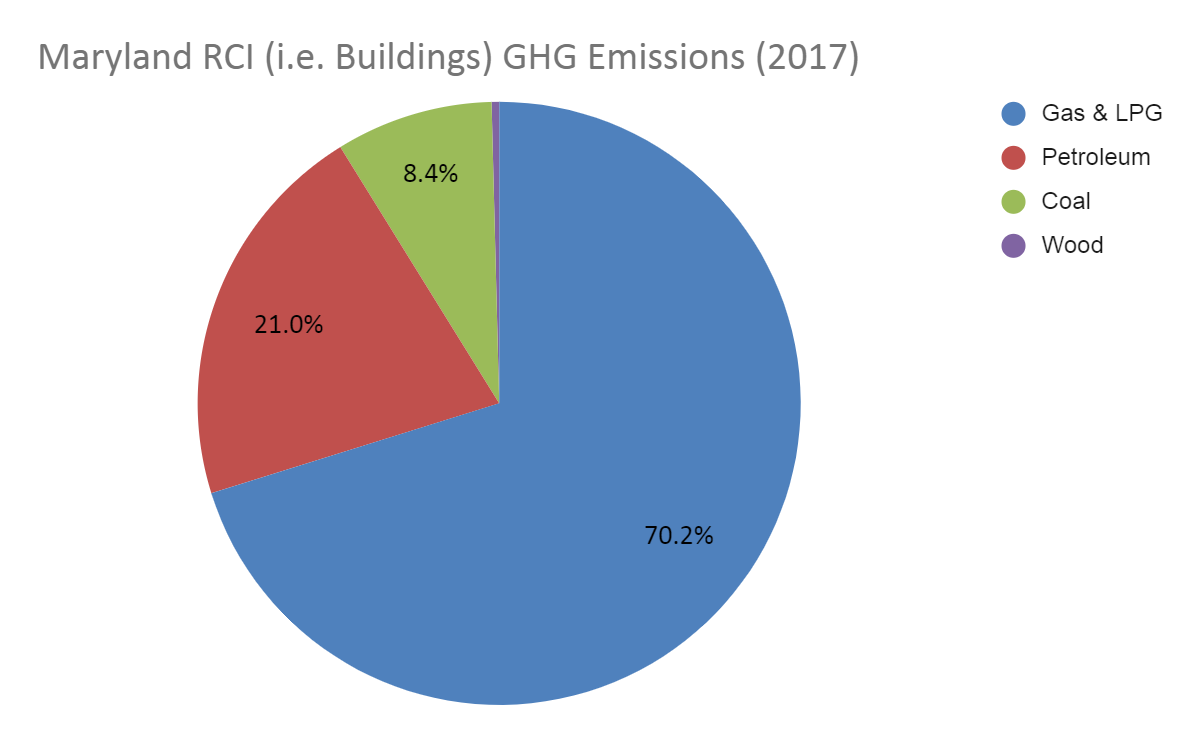 Maryland RCI (i.e. Buildings) GHG Emissions (2017)
Gas & LPG
Petroleum
Coal
Wood
8.4%
21.0%
70.2%